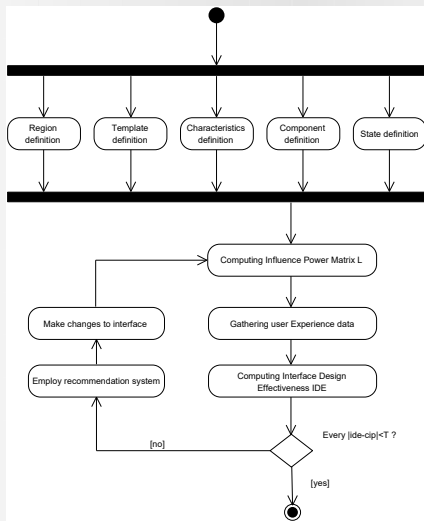 Region
definition
Template
definition
Characteristics
definition
Component
definition
State definition
Computing Influence Power Matrix L
Make changes to interface
Gathering user Experience data
Employ recommendation system
Computing Interface Design
Effectiveness IDE
Every |ide-cip|<T ?
[no]
[yes]